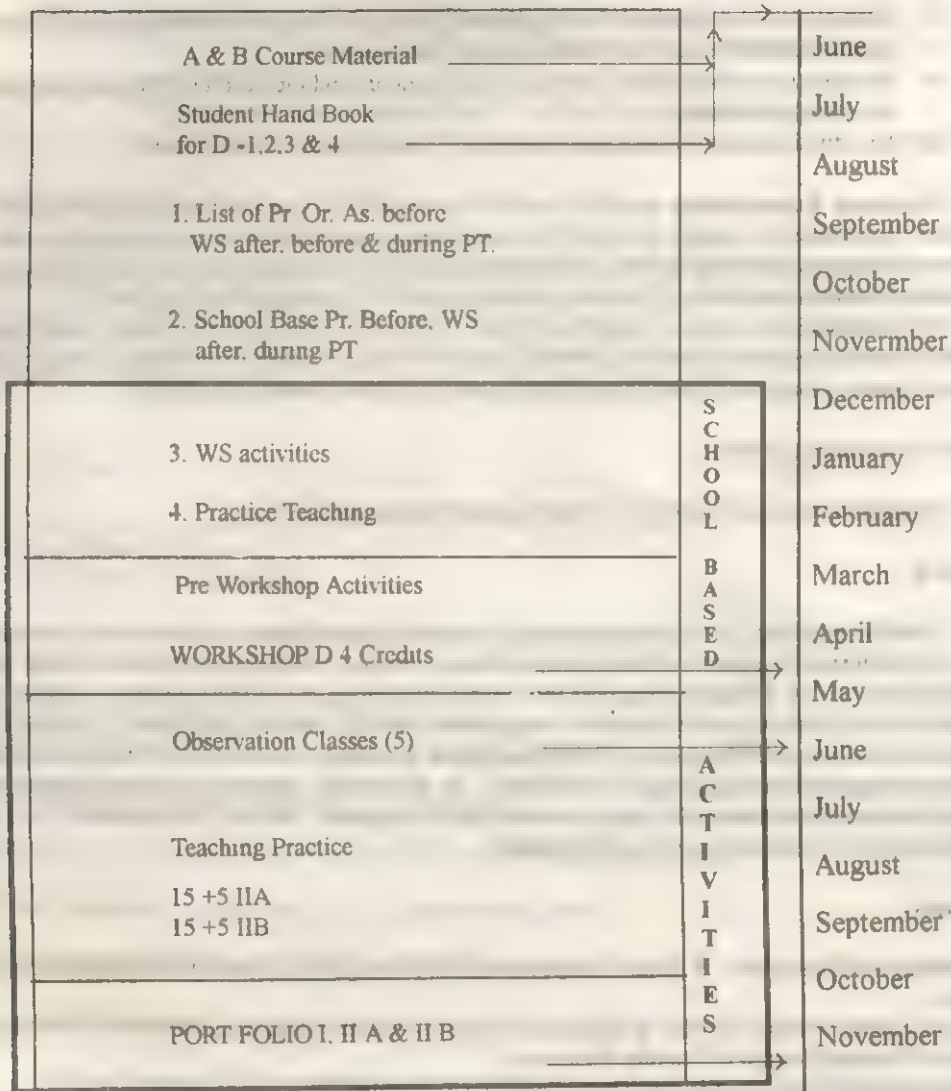 A & B Course Material
Student Hand Book
for D -1,2,3 & 4
1. List of Pr Or. As. before
WS after. before & during PT.
2. School Base Pr. Before. WS
after. during PT
3. WS activities
4. Practice Teaching
Pre Workshop Activities
WORKSHOP D 4 Credits
Observation Classes (5)
Teaching Practice
15 +5 IIA
15 +5 IIB
PORT FOLIO I, II A & II B
SCHOOL BASED ACTIVITIES
June
July
August
September
October
Novermber
December
January
February
March
April
May
June
July
August
September
October
November